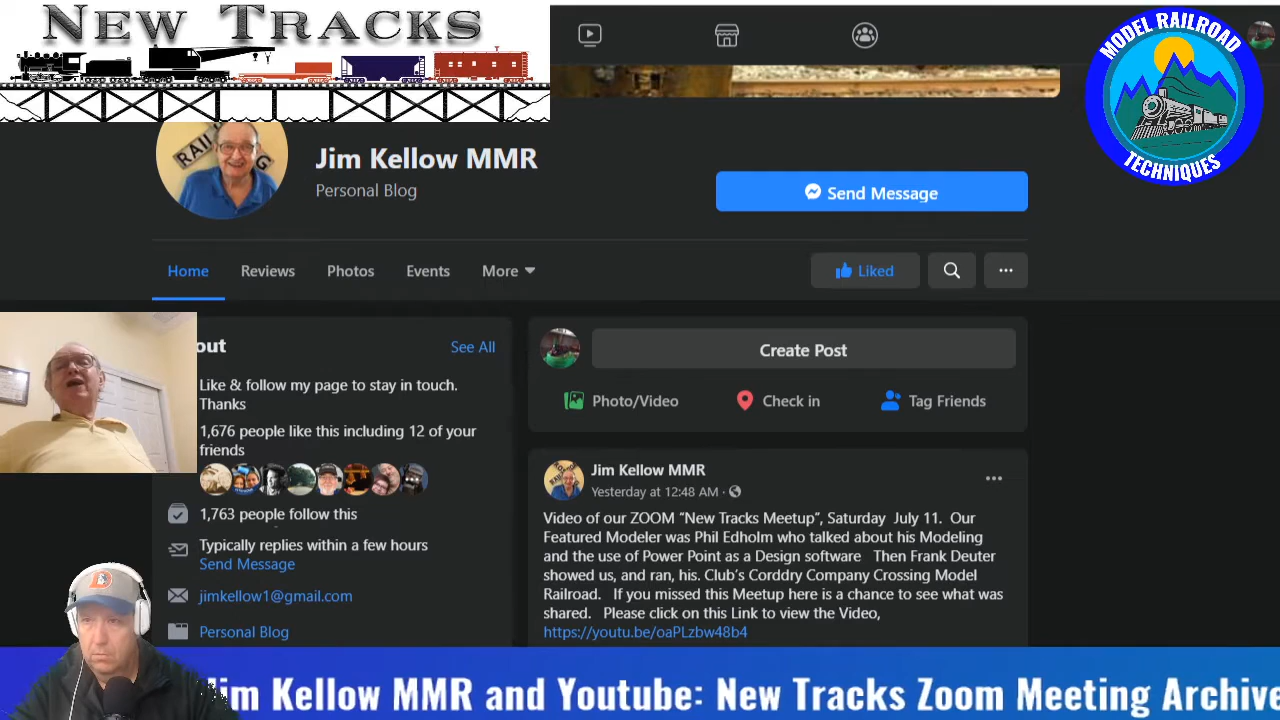 NEW TRACKS
MODEL RAILROAD
TECHNIQUES
RAIL
G
Jim Kellow MMR
Personal Blog
Send Message
Home
Reviews
Photos
Events
More
Liked
out
See All
Like & follow my page to stay in touch.
Thanks
1,676 people like this including 12 of your
friends
1,763 people follow this
Typically replies within a few hours
Send Message
jimkellow1@gmail.com
Personal Blog
Create Post
Photo/Video
Check in
Tag Friends
Jim Kellow MMR
Yesterday at 12:48 AM ·
Video of our ZOOM "New Tracks Meetup", Saturday July 11. Our
Featured Modeler was Phil Edholm who talked about his Modeling
and the use of Power Point as a Design software Then Frank Deuter
showed us, and ran, his. Club's Corddry Company Crossing Model
Railroad. If you missed this Meetup here is a chance to see what was
shared. Please click on this Link to view the Video,
https://youtu.be/oaPLzbw48b4
Jim Kellow MMR and Youtube: New Tracks Zoom Meeting Archive